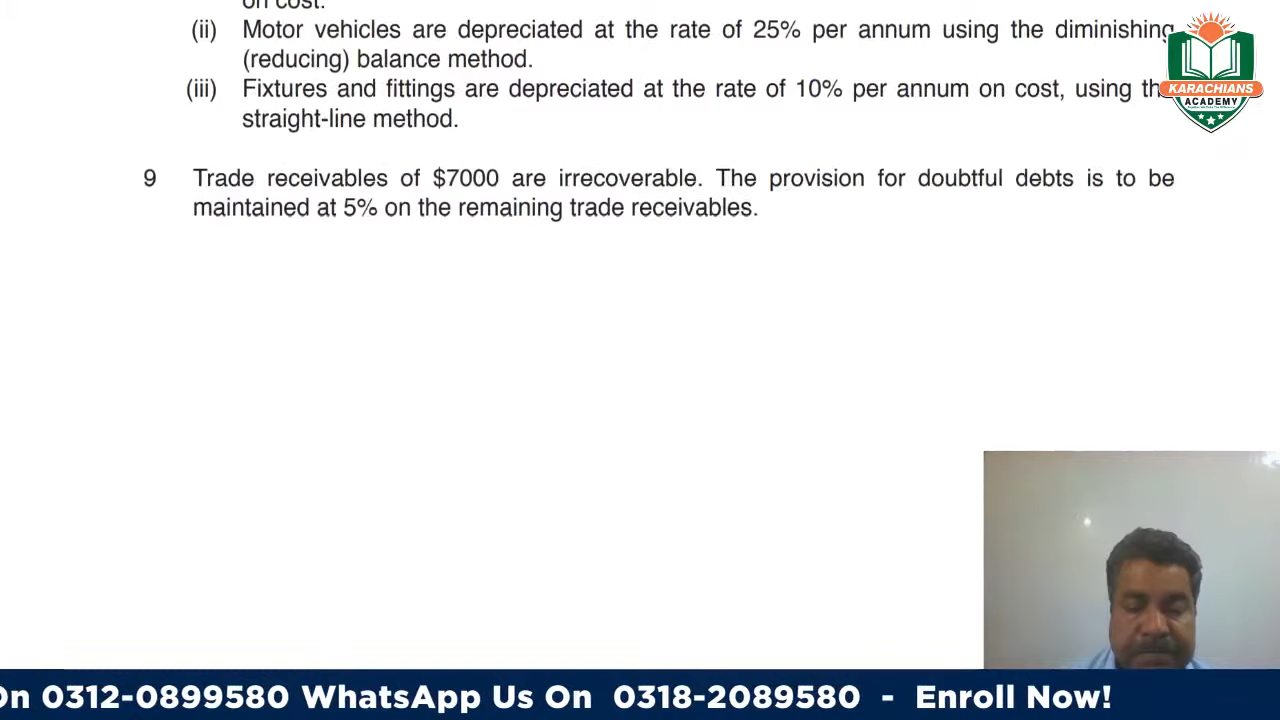 on cost.
(ii) Motor vehicles are depreciated at the rate of 25% per annum using the diminishing
(reducing) balance method.
(iii) Fixtures and fittings are depreciated at the rate of 10% per annum on cost, using th
straight-line method.
KARACHIANS
ACADEMY
9 Trade receivables of $7000 are irrecoverable. The provision for doubtful debts is to be
maintained at 5% on the remaining trade receivables.
On 0312-0899580 WhatsApp Us On 0318-2089580 - Enroll Now!